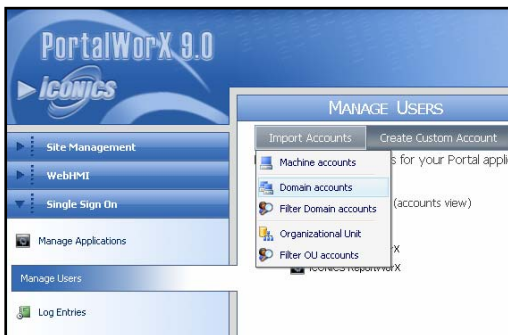 PortalWorX 9.0
ICONICS
MANAGE USERS
Import Accounts
Create Custom Account
Site Management
WebHMI
Single Sign On
Manage Applications
Manage Users
Log Entries
Machine accounts
Domain accounts
Filter Domain accounts
Organizational Unit
Filter OU accounts
s for your Portal appli
(accounts view)